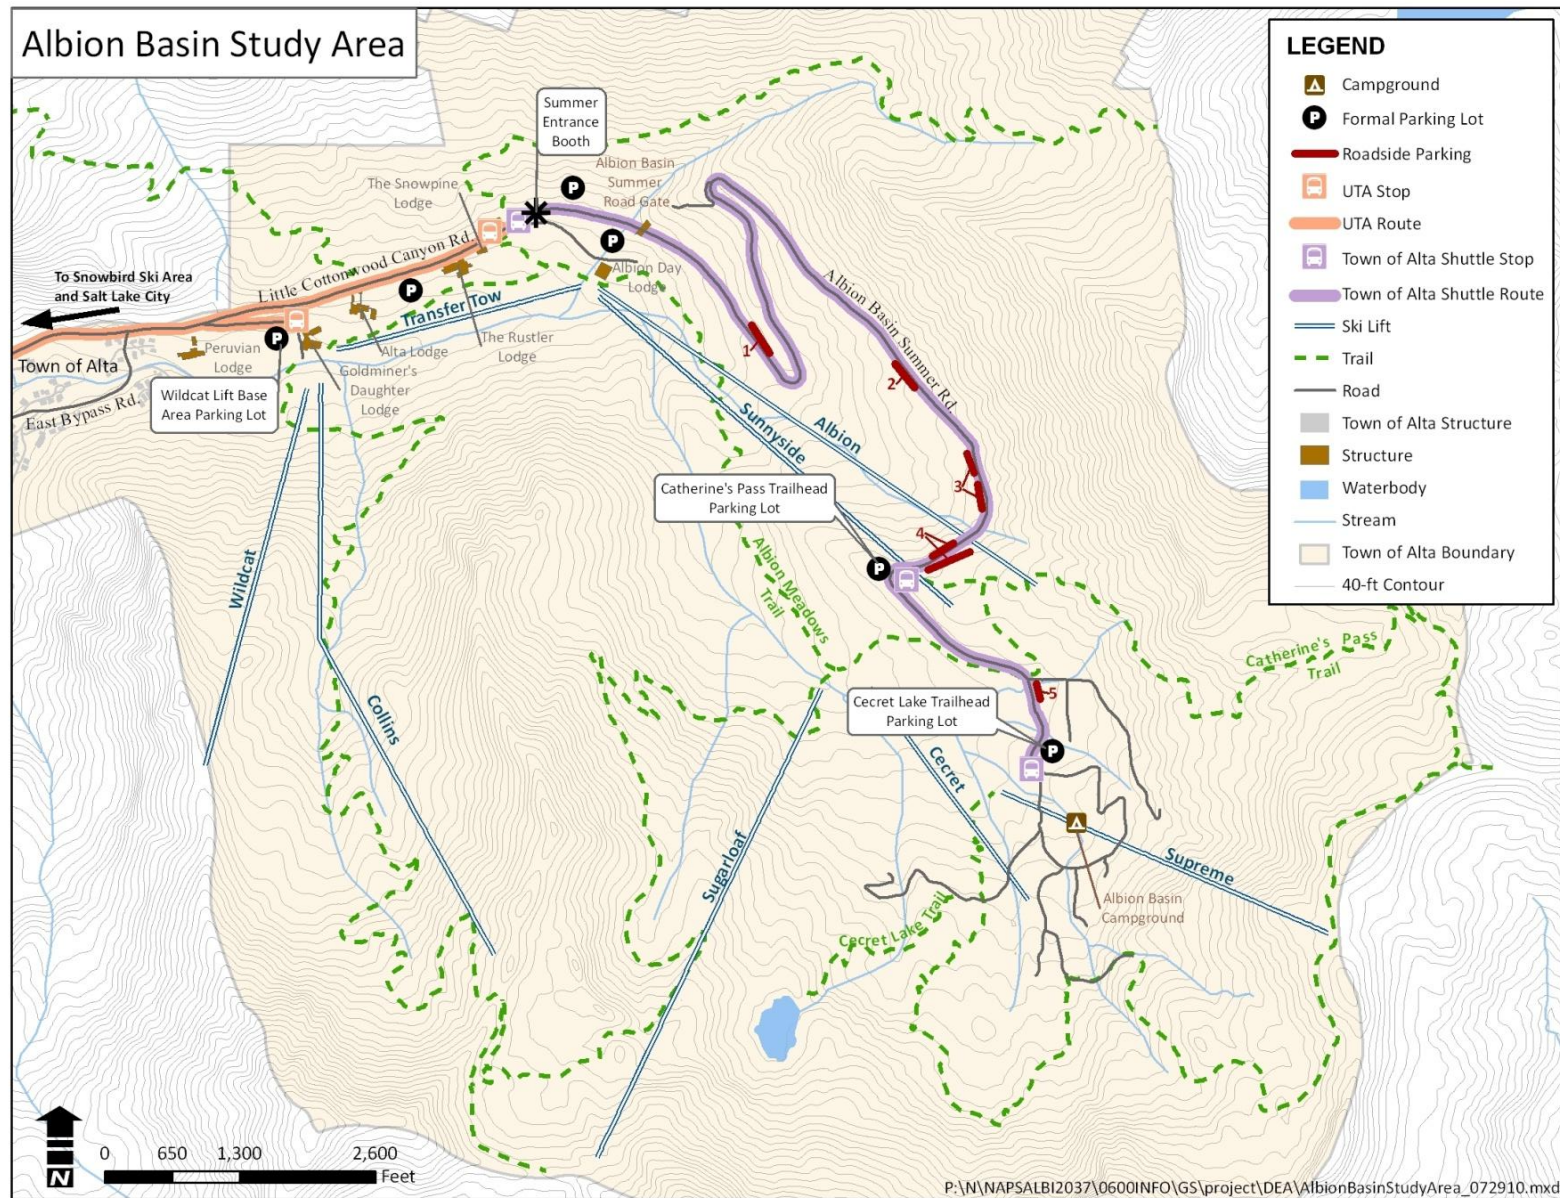 Albion Basin Study Area
LEGEND
Campground
Formal Parking Lot
Roadside Parking
UTA Stop
UTA Route
Town of Alta Shuttle Stop
Town of Alta Shuttle Route
Ski Lift
Trail
Road
Town of Alta Structure
Structure
Waterbody
Stream
Town of Alta Boundary
40-ft Contour
P
Summer
Entrance
Booth
Albion Basin
Summer
Road Gate
The Snowpine
Lodge
P
P
P
P
Little Cottonwood Canyon Rd.
To Snowbird Ski Area
and Salt Lake City
Transfer Tow
Albion Day
Lodge
Albion Basin Summer Rd.
The Rustler
Lodge
Alta Lodge
Goldminer's
Daughter
Lodge
Peruvian
Lodge
Town of Alta
East Bypass Rd.
Wildcat Lift Base
Area Parking Lot
1
2
3
4
5
Sunnyside
Albion
Catherine's Pass Trailhead
Parking Lot
P
Albion Meadows
Trail
Wildcat
Collins
Catherine's Pass
Trail
Cecret Lake Trailhead
Parking Lot
P
Cecret
Sugarloaf
Supreme
Albion Basin
Campground
Cecret Lake Trail
N
0 650 1,300 2,600
Feet
P:\N\NAPSALBI2037\0600INFO\GS\project\DEA\AlbionBasinStudyArea_072910.mxd